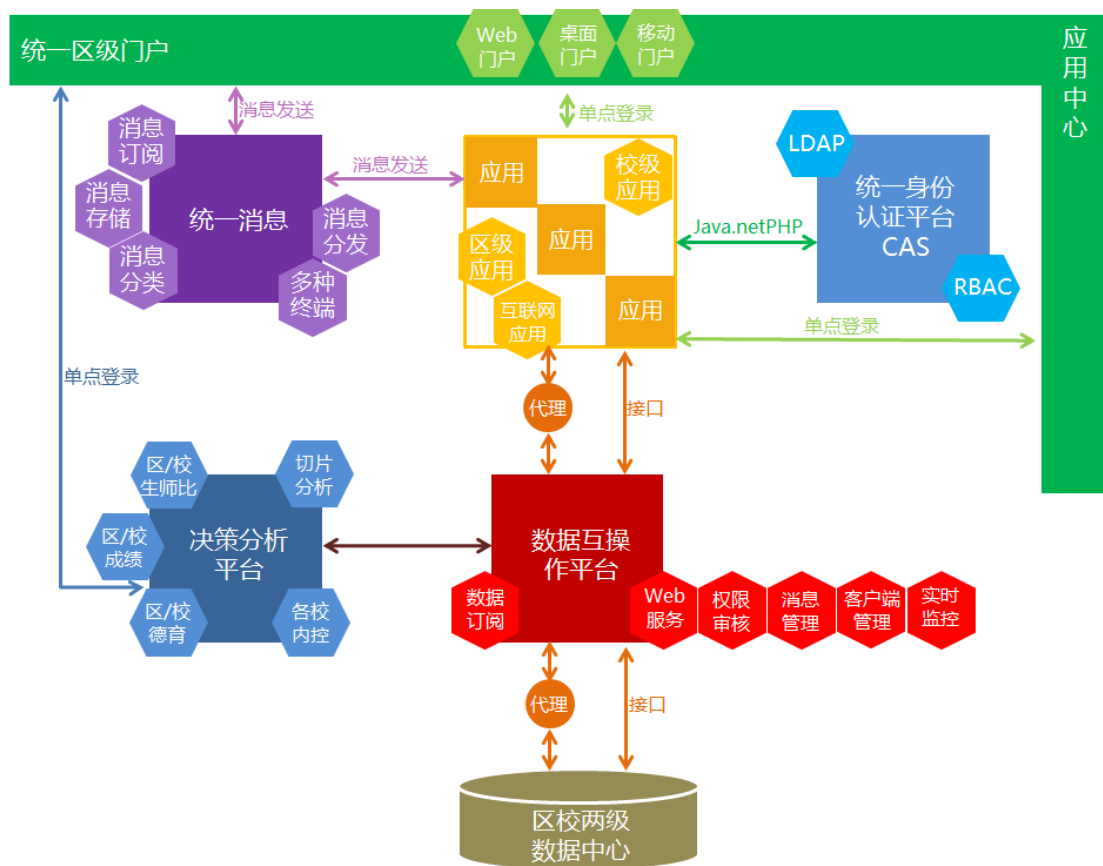 统一区级门户
Web
门户
桌面
门户
移动
门户
应
用
中
心
消息发送
单点登录
消息
订阅
消息
存储
消息
分类
统一消息
消息
分发
多种
终端
消息发送
应用
校级
应用
应用
区级
应用
互联网
应用
应用
Java.netPHP
LDAP
统一身份
认证平台
CAS
RBAC
单点登录
单点登录
代理
接口
区/校
生师比
切片
分析
区/校
成绩
决策分析
平台
区/校
德育
各校
内控
数据互操
作平台
数据
订阅
Web
服务
权限
审核
消息
管理
客户端
管理
实时
监控
代理
接口
区校两级
数据中心